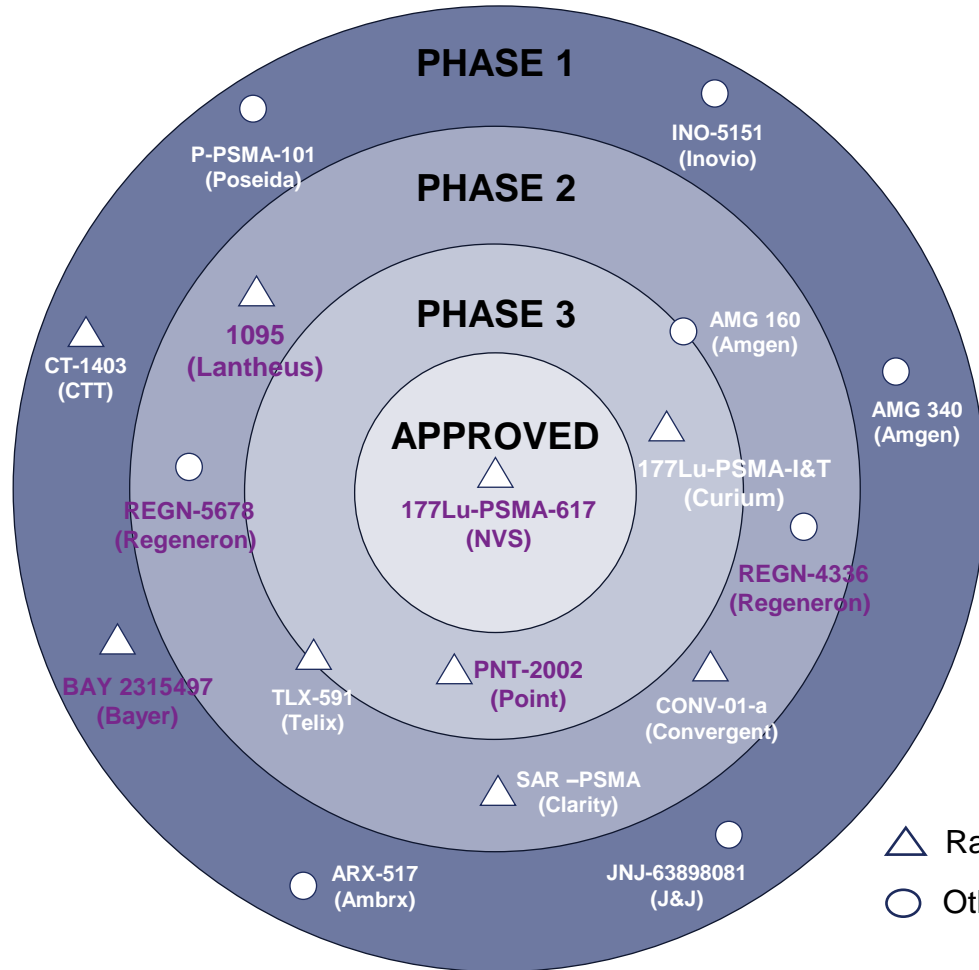 PHASE 1
P-PSMA-101
(Poseida)
INO-5151
(Inovio)
PHASE 2
1095
(Lantheus)
PHASE 3
AMG 160
(Amgen)
CT-1403
(CTT)
AMG 340
(Amgen)
APPROVED
177Lu-PSMA-617
(NVS)
177Lu-PSMA-I&T
(Curium)
REGN-5678
(Regeneron)
REGN-4336
(Regeneron)
BAY 2315497
(Bayer)
TLX-591
(Telix)
PNT-2002
(Point)
CONV-01-a
(Convergent)
SAR –PSMA
(Clarity)
ARX-517
(Ambrx)
JNJ-63898081
(J&J)